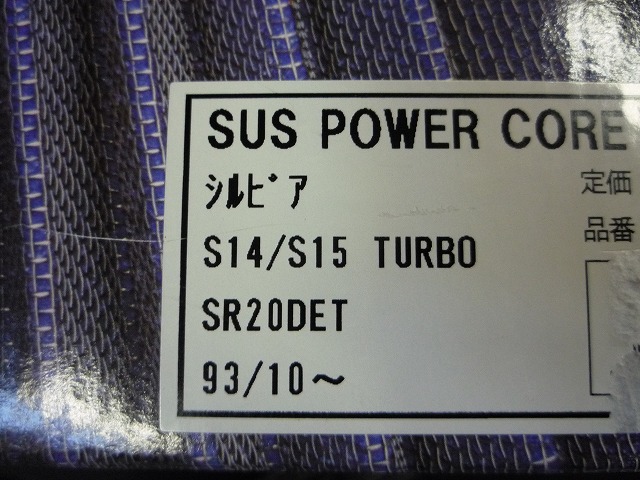 SUS POWER CORE
ｼﾙﾋﾞｱ
S14/S15 TURBO
SR20DET
93/10～
定価
品番